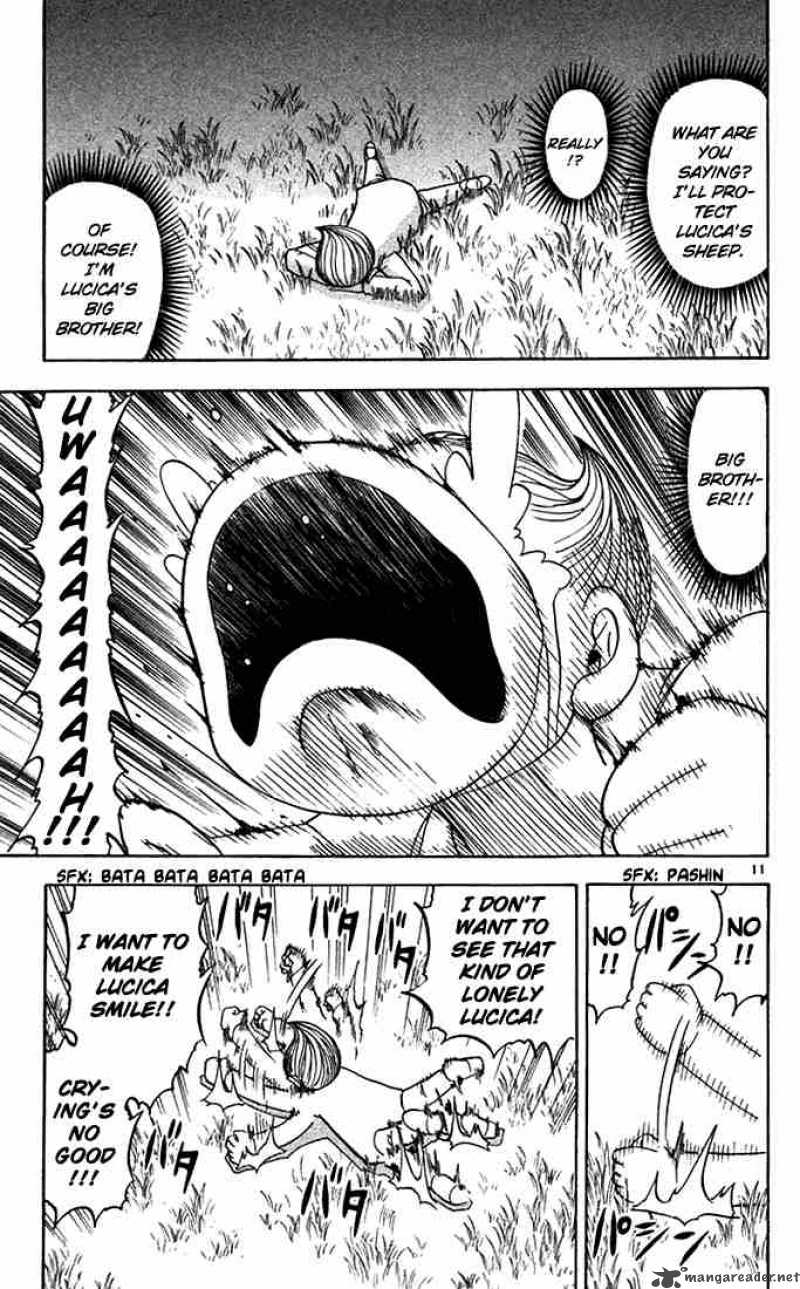 WHAT ARE
YOU
SAYING?
I'LL PRO-
TECT
LUCICA'S
SHEEP.
REALLY
!?
OF
COURSE!
I'M
LUCICA'S
BIG
BROTHER!
BIG
BROTH-
ER!!!
UWAAAAAAAAH!!!
11
SFX: PASHIN
SFX: BATA BATA BATA BATA
NO
!!
パシン
NO
!!
パシン
I DON'T
WANT TO
SEE THAT
KIND OF
LONELY
LUCICA!
バタ
バタ
バタ
I WANT TO
MAKE
LUCICA
SMILE!!
CRY-
ING'S
NO
GOOD
!!!
バタ
バタ
mangareader.net